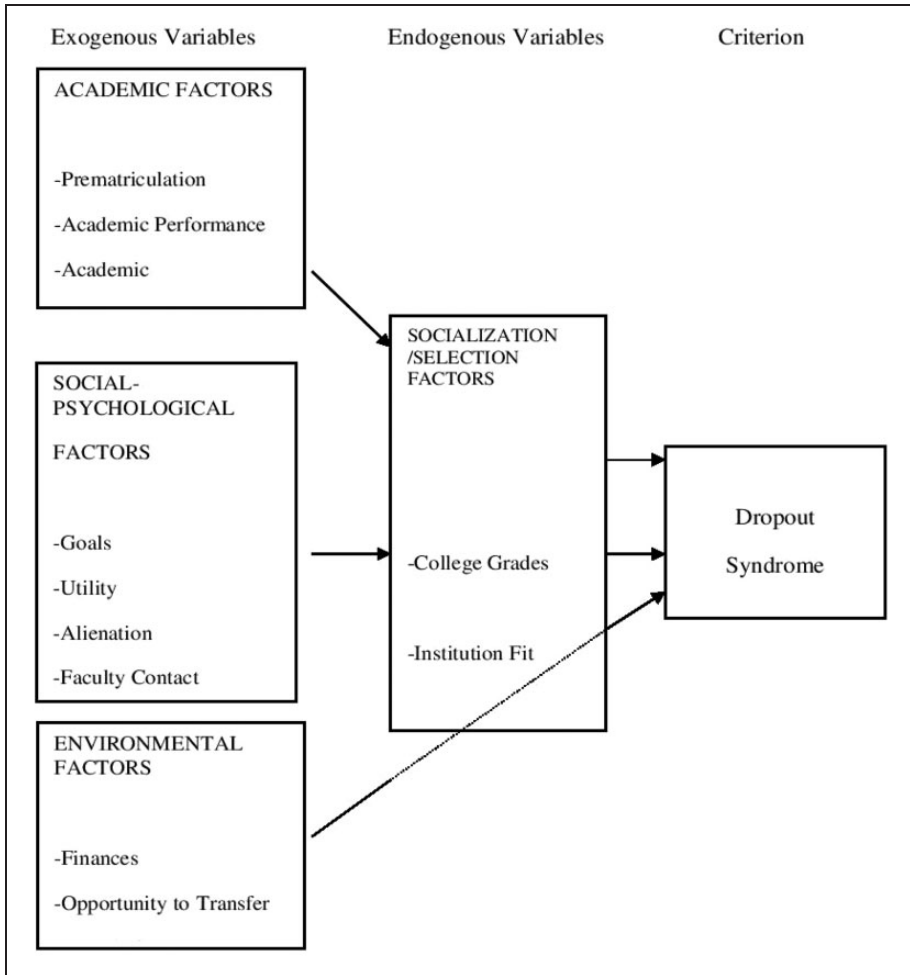 Exogenous Variables
Endogenous Variables
Criterion
ACADEMIC FACTORS
-Prematriculation
-Academic Performance
-Academic
SOCIAL-
PSYCHOLOGICAL
FACTORS
-Goals
-Utility
-Alienation
-Faculty Contact
ENVIRONMENTAL
FACTORS
-Finances
-Opportunity to Transfer
SOCIALIZATION
/SELECTION
FACTORS
-College Grades
-Institution Fit
Dropout
Syndrome